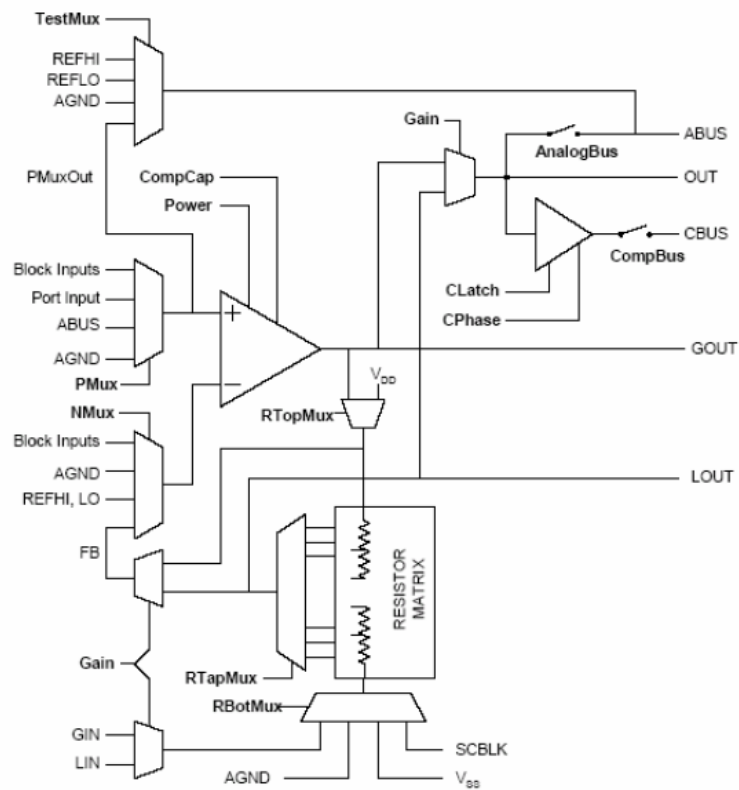 TestMux
REFHI
REFLO
AGND
Gain
ABUS
AnalogBus
PMuxOut
CompCap
OUT
Power
CBUS
CompBus
Block Inputs
Port Input
ABUS
AGND
PMux
+
−
CLatch
CPhase
GOUT
VDD
RTopMux
NMux
Block Inputs
AGND
REFHI, LO
LOUT
FB
RESISTOR
MATRIX
Gain
RTapMux
RBotMux
GIN
LIN
SCBLK
AGND
VSS